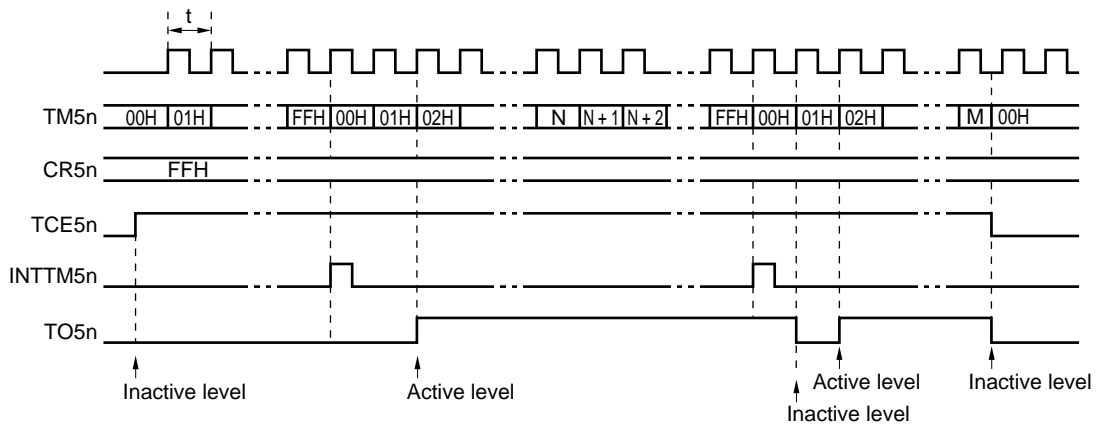 t
TM5n 00H 01H FFH 00H 01H 02H N N + 1 N + 2 FFH 00H 01H 02H M 00H
CR5n FFH
TCE5n
INTTM5n
TO5n
Inactive level Active level Active level Inactive level
Inactive level